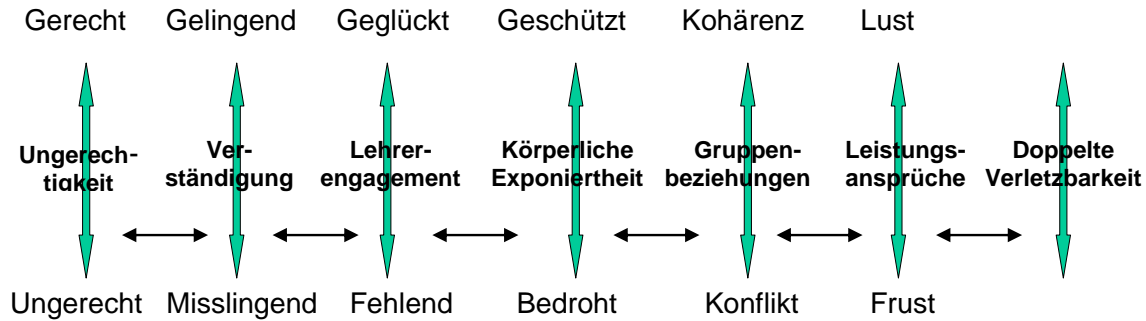 Gerecht Gelingend Geglückt Geschützt Kohärenz Lust
Ungerech-
tigkeit
Ver-
ständigung
Lehrer-
engagement
Körperliche
Exponiertheit
Gruppen-
beziehungen
Leistungs-
ansprüche
Doppelte
Verletzbarkeit
Ungerecht Misslingend Fehlend Bedroht Konflikt Frust